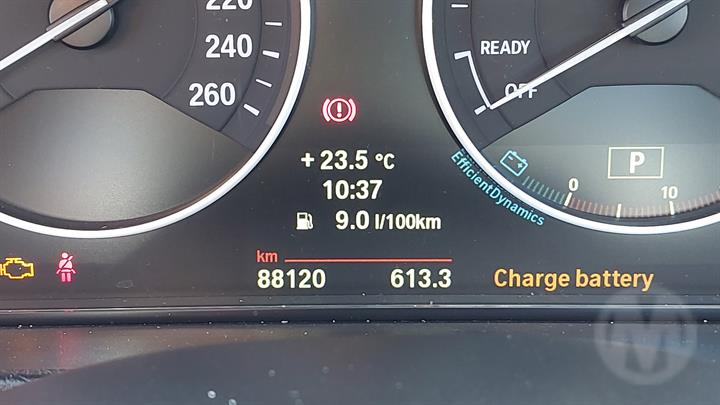 220
240
260
READY
OFF
EfficientDynamics
P
0 10
+ 23.5 °C
10:37
9.0 l/100km
km
88120 613.3
Charge battery
M